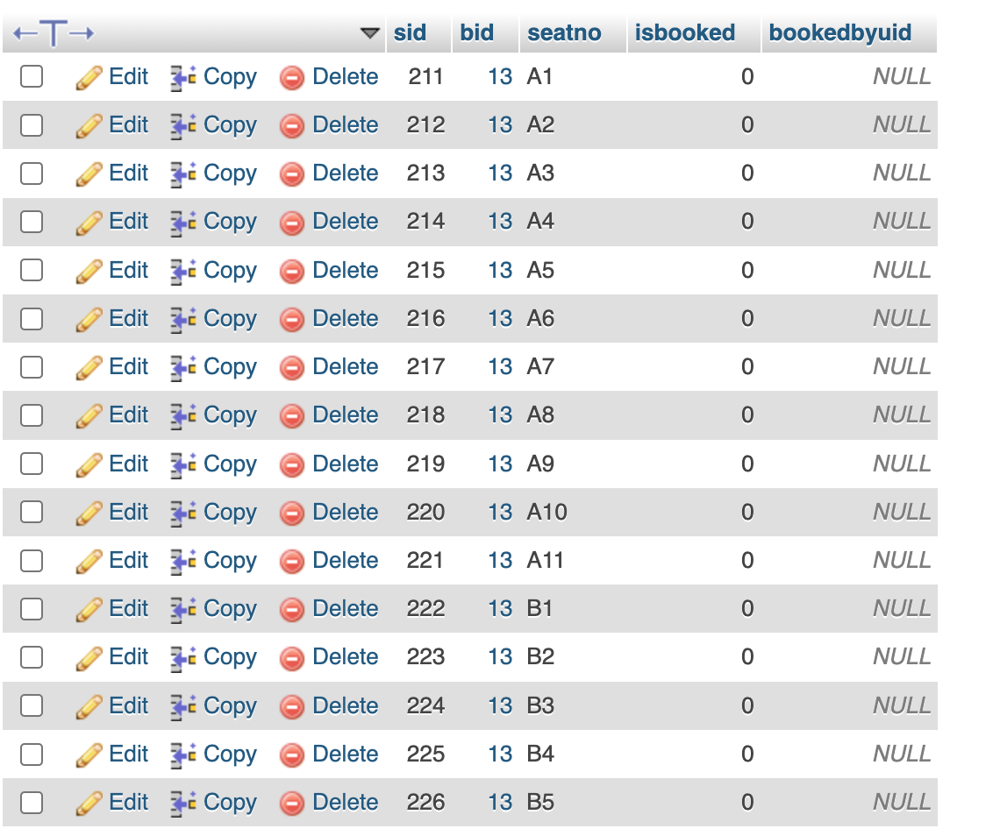 sid bid seatno isbooked bookedbyuid
Edit Copy Delete 211 13 A1 0 NULL
Edit Copy Delete 212 13 A2 0 NULL
Edit Copy Delete 213 13 A3 0 NULL
Edit Copy Delete 214 13 A4 0 NULL
Edit Copy Delete 215 13 A5 0 NULL
Edit Copy Delete 216 13 A6 0 NULL
Edit Copy Delete 217 13 A7 0 NULL
Edit Copy Delete 218 13 A8 0 NULL
Edit Copy Delete 219 13 A9 0 NULL
Edit Copy Delete 220 13 A10 0 NULL
Edit Copy Delete 221 13 A11 0 NULL
Edit Copy Delete 222 13 B1 0 NULL
Edit Copy Delete 223 13 B2 0 NULL
Edit Copy Delete 224 13 B3 0 NULL
Edit Copy Delete 225 13 B4 0 NULL
Edit Copy Delete 226 13 B5 0 NULL